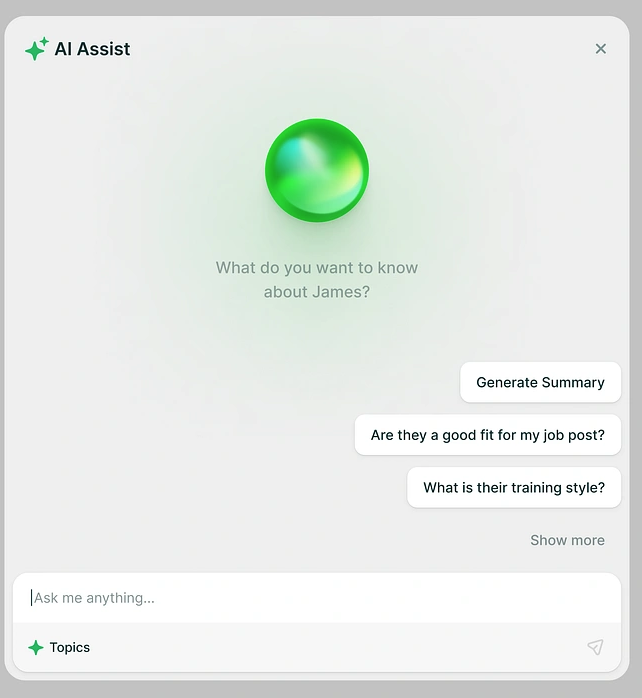 AI Assist
What do you want to know
about James?
Generate Summary
Are they a good fit for my job post?
What is their training style?
Show more
Ask me anything...
Topics